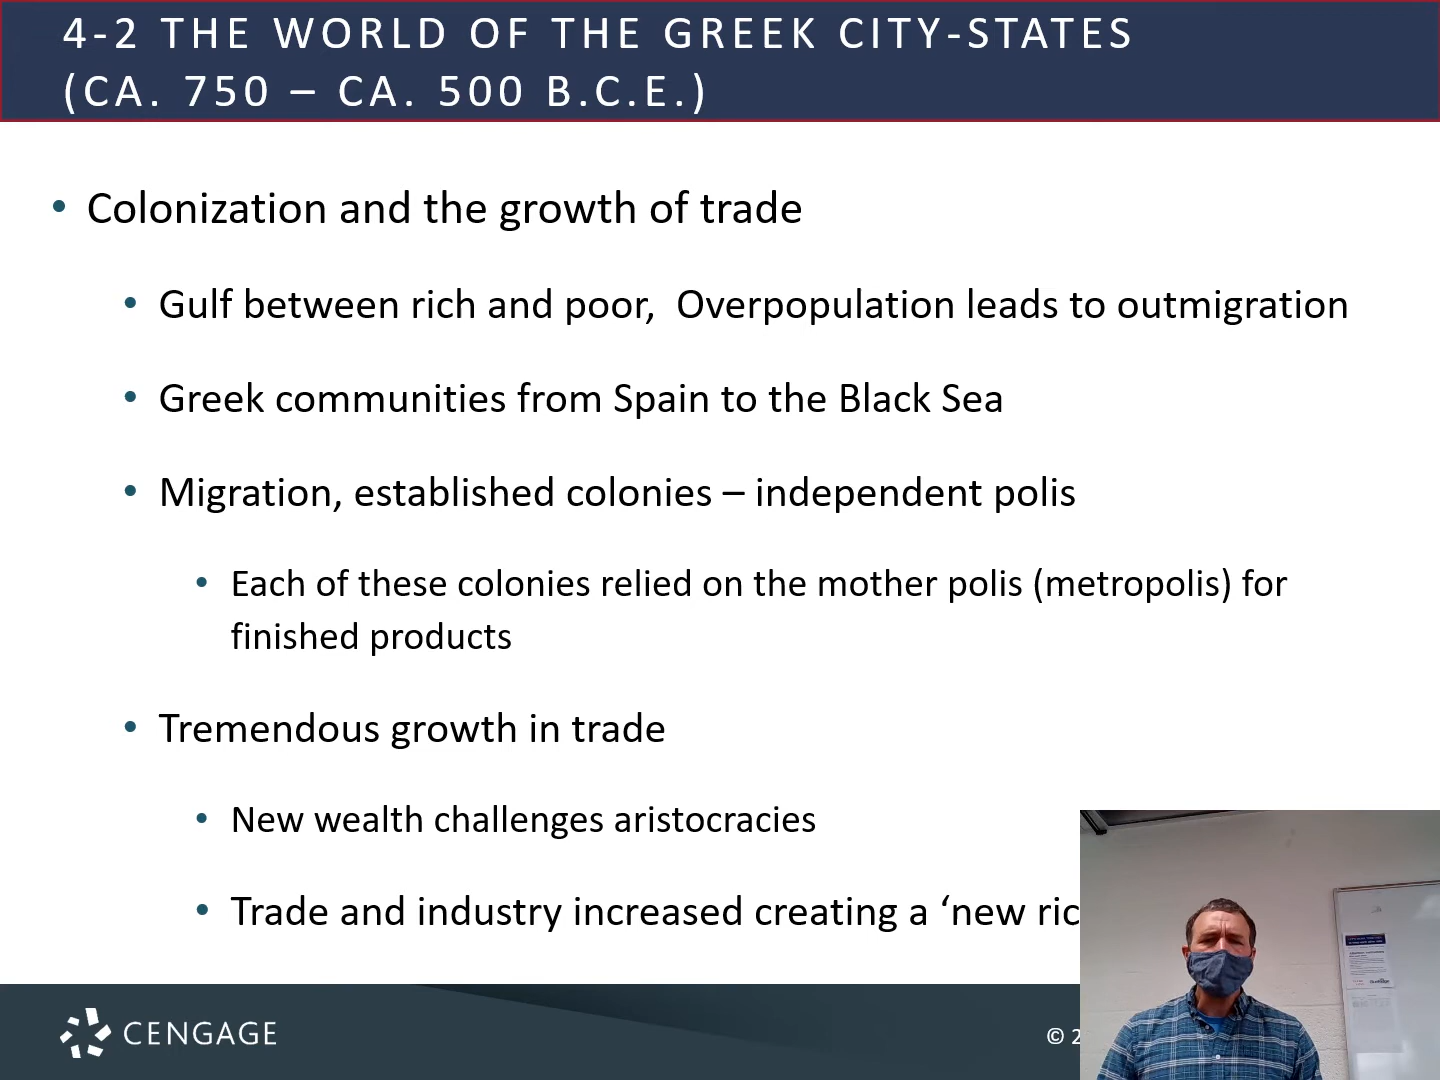 4-2 THE WORLD OF THE GREEK CITY-STATES
(CA. 750 – CA. 500 B.C.E.)
• Colonization and the growth of trade
• Gulf between rich and poor,  Overpopulation leads to outmigration
• Greek communities from Spain to the Black Sea
• Migration, established colonies – independent polis
• Each of these colonies relied on the mother polis (metropolis) for
finished products
• Tremendous growth in trade
• New wealth challenges aristocracies
• Trade and industry increased creating a ‘new ric
CENGAGE
© 2